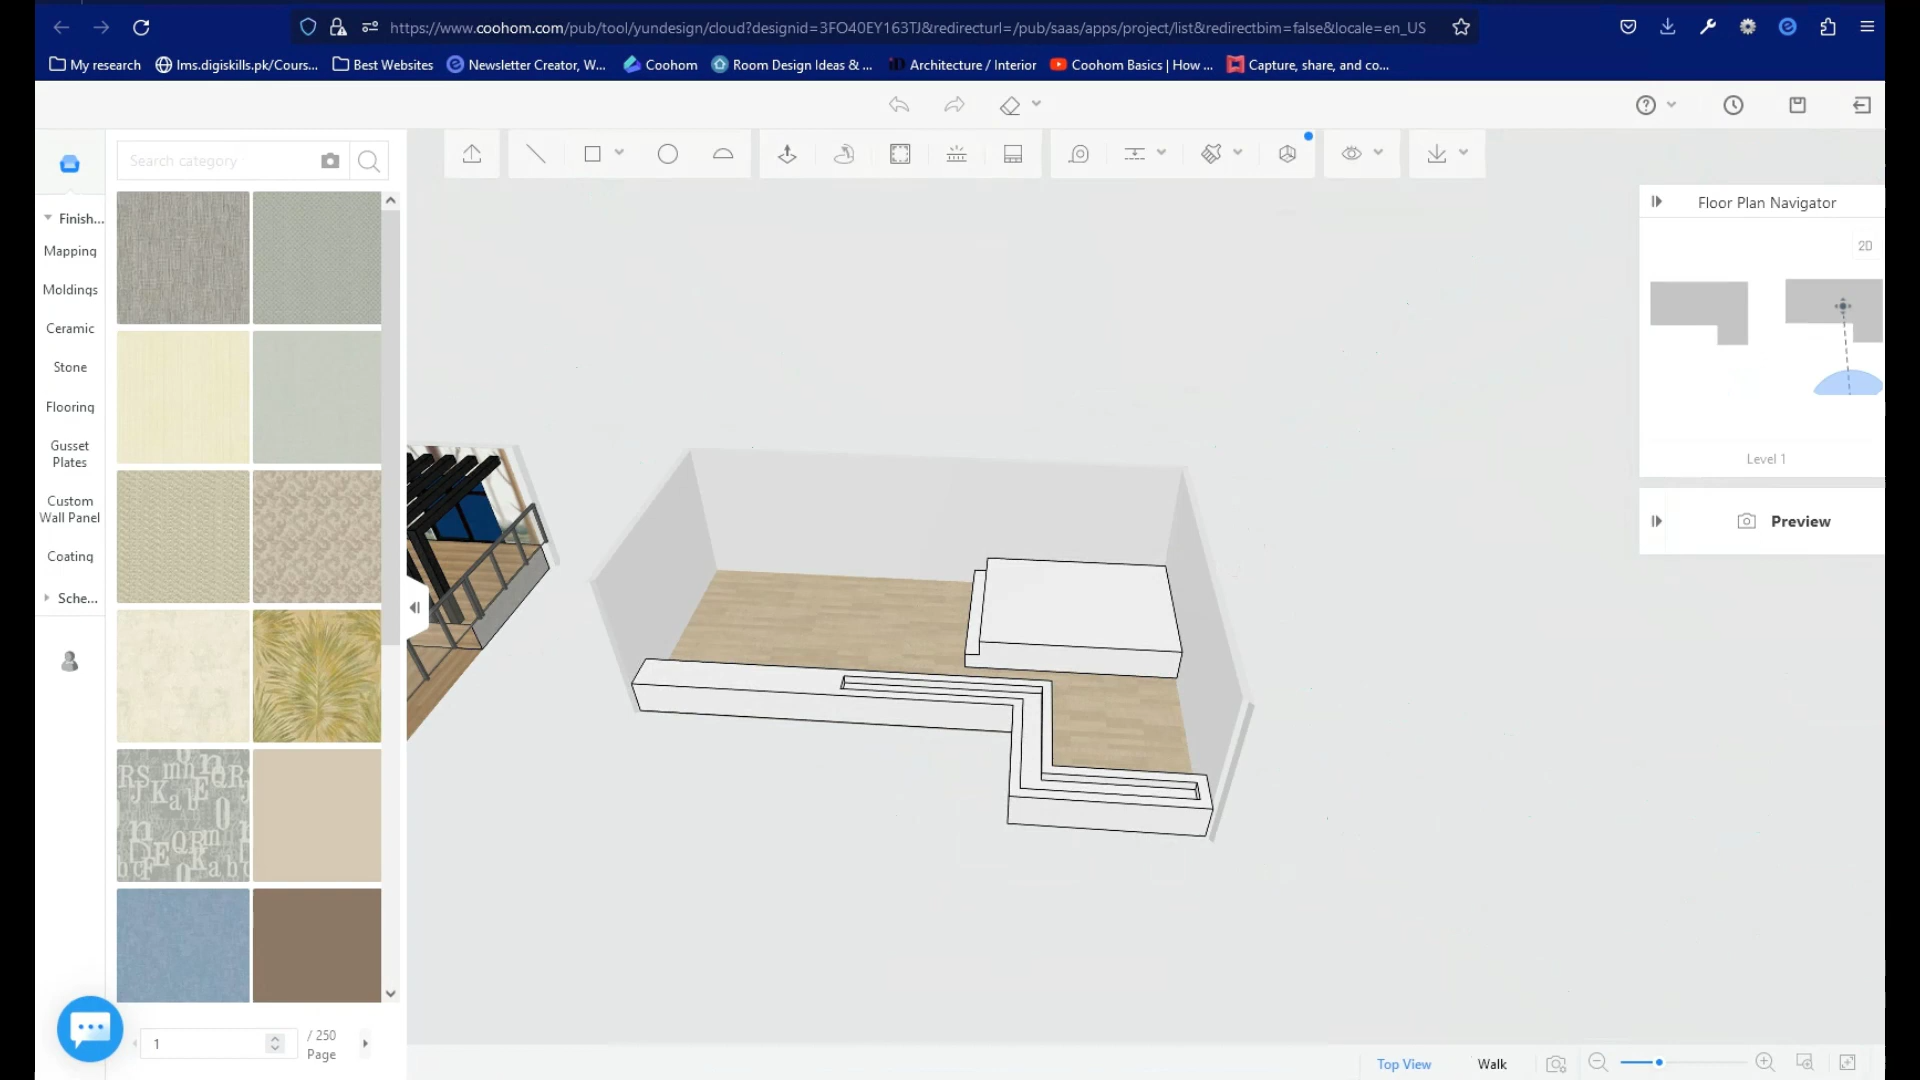 https://www.coohom.com/pub/tool/yundesign/cloud?designid=3FO40EY163TJ&redirecturl=/pub/saas/apps/project/list&redirectbim=false&locale=en_US
My research
lms.digiskills.pk/Cours...
Best Websites
Newsletter Creator, W...
Coohom
Room Design Ideas & ...
Architecture / Interior
Coohom Basics | How ...
Capture, share, and co...
Search category
Finish...
Mapping
Moldings
Ceramic
Stone
Flooring
Gusset
Plates
Custom
Wall Panel
Coating
Sche...
1
/ 250
Page
Floor Plan Navigator
2D
Level 1
Preview
Top View
Walk